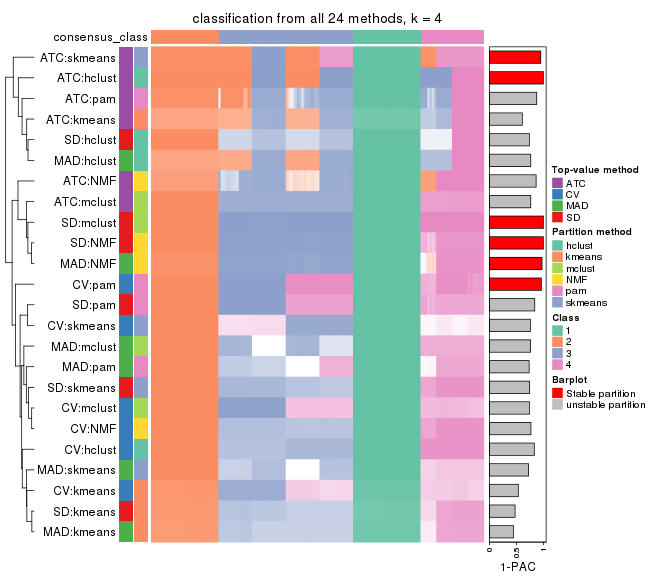 classification from all 24 methods, k = 4
consensus_class
ATC:skmeans
ATC:hclust
ATC:pam
ATC:kmeans
SD:hclust
MAD:hclust
ATC:NMF
ATC:mclust
SD:mclust
SD:NMF
MAD:NMF
CV:pam
SD:pam
CV:skmeans
MAD:mclust
MAD:pam
SD:skmeans
CV:mclust
CV:NMF
CV:hclust
MAD:skmeans
CV:kmeans
SD:kmeans
MAD:kmeans
0
0.5
1
1-PAC
Top-value method
ATC
CV
MAD
SD
Partition method
hclust
kmeans
mclust
NMF
pam
skmeans
Class
1
2
3
4
Barplot
Stable partition
unstable partition